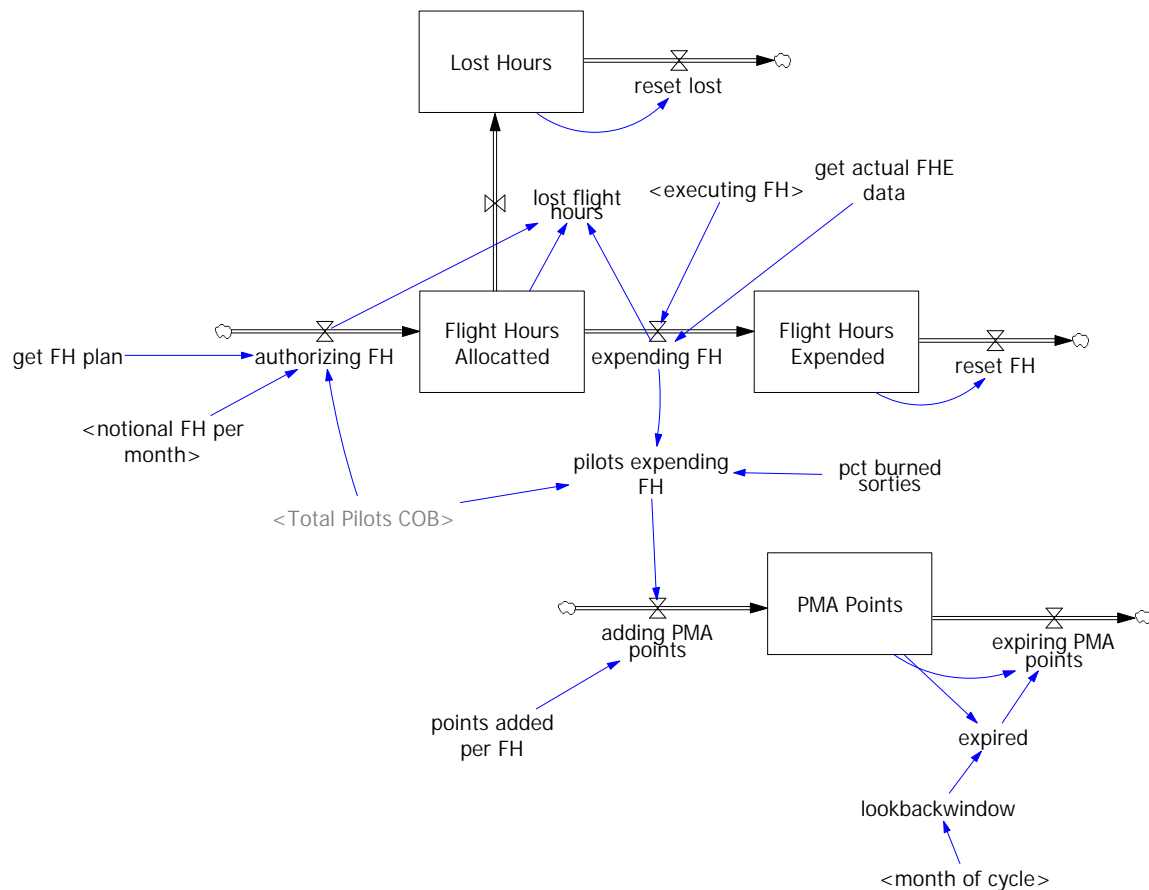 Lost Hours
reset lost
get actual FHE
data
<executing FH>
lost flight
hours
Flight Hours
Allocatted
Flight Hours
Expended
get FH plan
authorizing FH
expending FH
reset FH
<notional FH per
month>
pilots expending
FH
pct burned
sorties
<Total Pilots COB>
PMA Points
adding PMA
points
expiring PMA
points
points added
per FH
expired
lookbackwindow
<month of cycle>